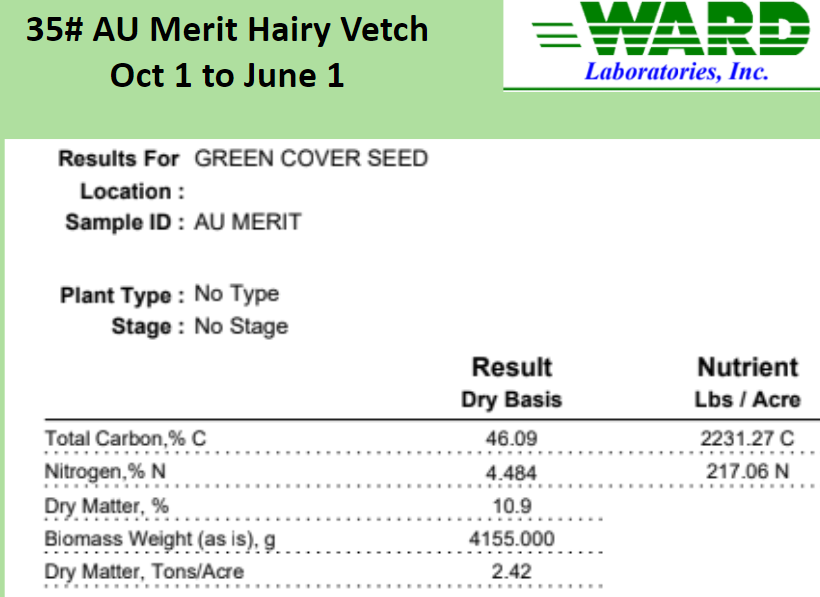 35# AU Merit Hairy Vetch
Oct 1 to June 1
WARD
Laboratories, Inc.
Results For GREEN COVER SEED
Location :
Sample ID : AU MERIT
Plant Type : No Type
Stage : No Stage
Result Nutrient
Dry Basis Lbs / Acre
Total Carbon,% C 46.09 2231.27 C
Nitrogen,% N 4.484 217.06 N
Dry Matter, % 10.9
Biomass Weight (as is), g 4155.000
Dry Matter, Tons/Acre 2.42